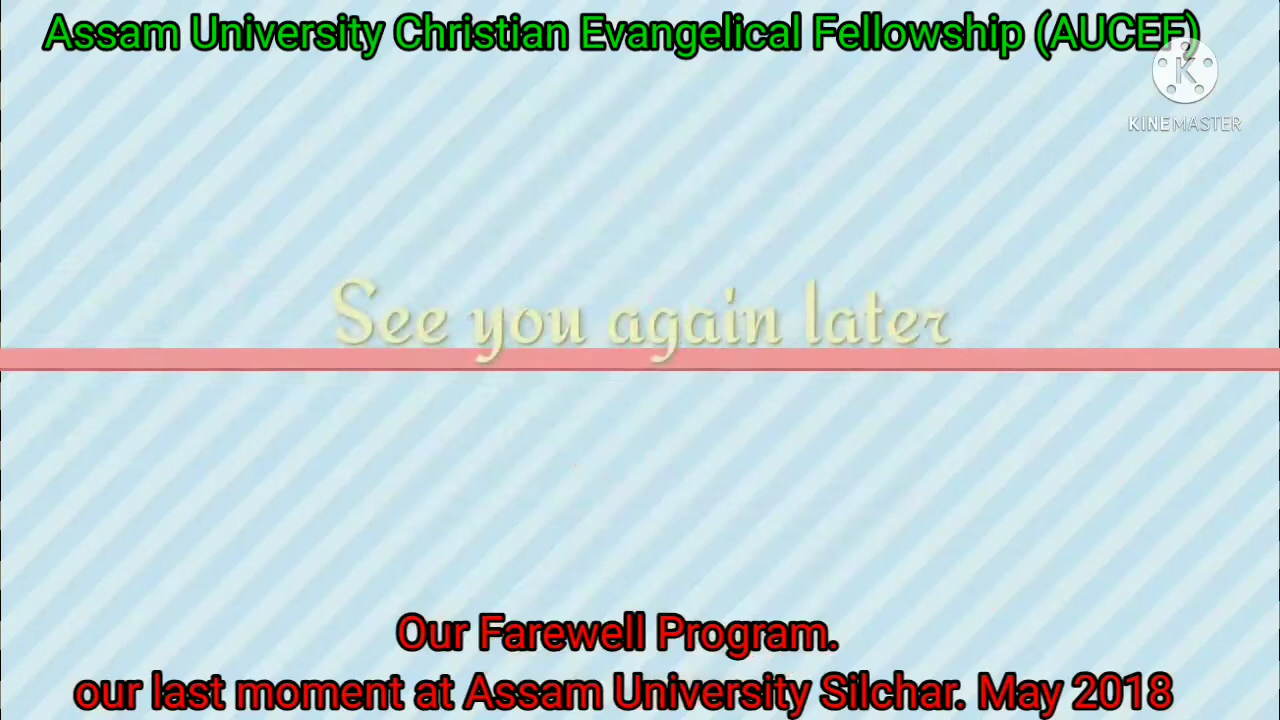 Assam University Christian Evangelical Fellowship (AUCEF)
K
KINEMASTER
See you again later
Our Farewell Program.
our last moment at Assam University Silchar. May 2018